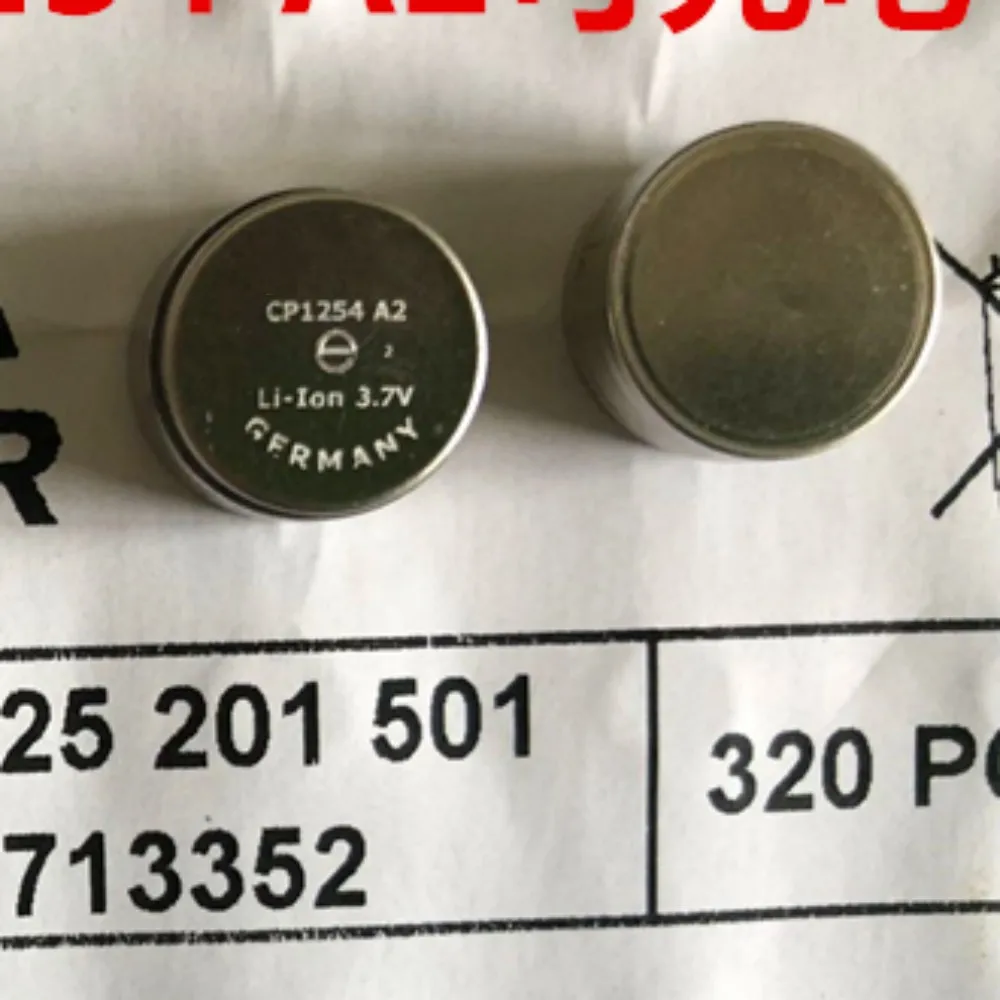 CP1254 A2
2
Li-Ion 3.7V
GERMANY
25 201 501
320
713352